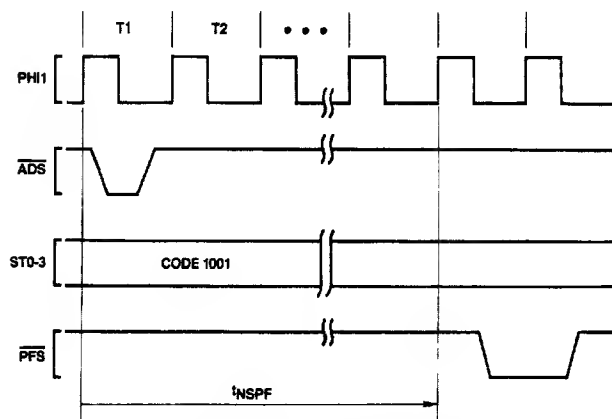 T1 T2 • • •
PHI1
ADS
ST0-3 CODE 1001
PFS
tNSPF